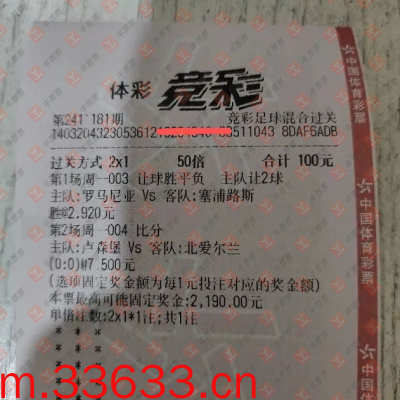 体彩 竞彩
第241181期 竞彩足球混合过关
过关方式 2x1 50倍 合计 100元
第1场周一003 让球胜平负 主队让2球
主队:罗马尼亚 Vs 客队:塞浦路斯
胜@2.920元
第2场周一004 比分
主队:卢森堡 Vs 客队:北爱尔兰
(0:0)@7.500元
(选项固定奖金额为每1元投注对应的奖金额)
本票最高可能固定奖金:2,190.00元
单倍注数:2x1*1注;共1注
* * *
* * *
* * *
m.33633.cn
中国体育彩票
中国体育彩票